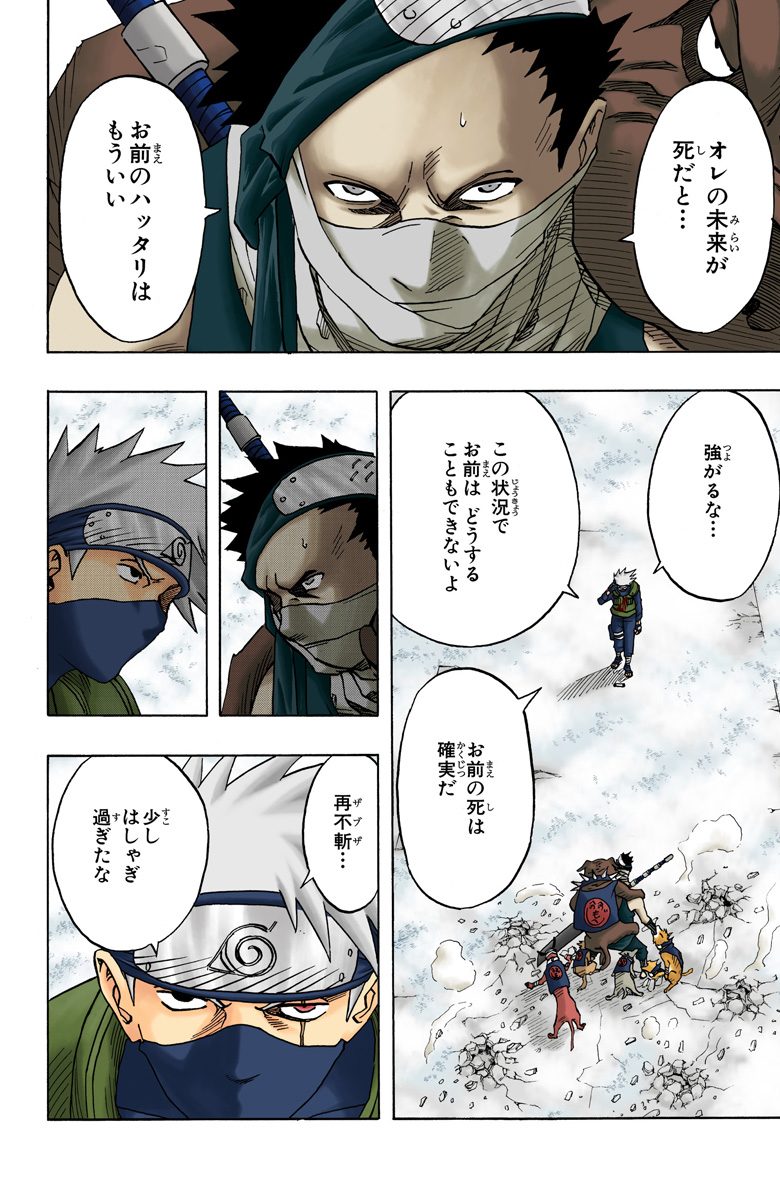 オレの未来が
死だと…
お前のハッタリは
もういい
強がるな…
この状況で
お前は どうする
こともできないよ
お前の死は
確実だ
再不斬…
少し
はしゃぎ
過ぎたな